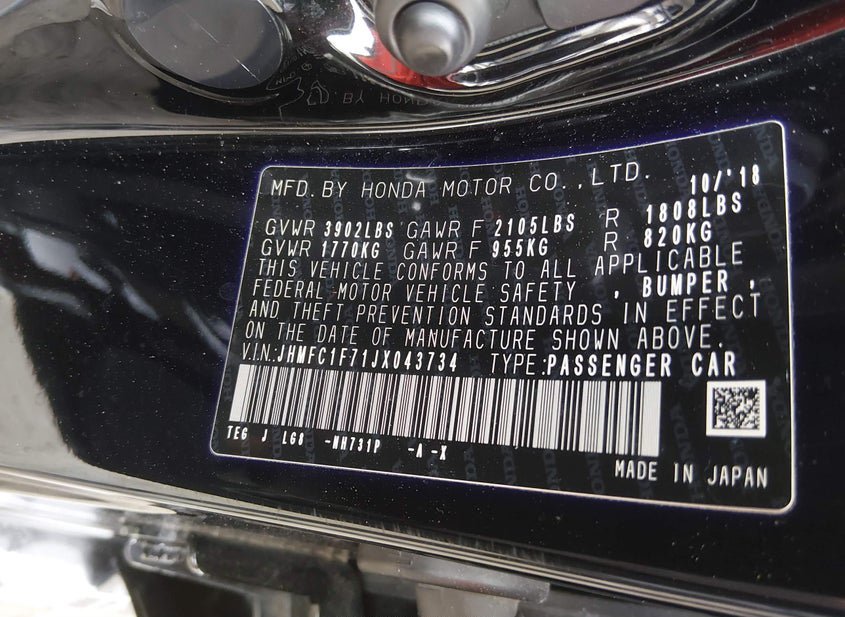 MFD. BY HONDA MOTOR CO.,LTD. 10/'18
GVWR 3902LBS GAWR F 2105LBS R 1808LBS
GVWR 1770KG GAWR F 955KG R 820KG
THIS VEHICLE CONFORMS TO ALL APPLICABLE
FEDERAL MOTOR VEHICLE SAFETY , BUMPER ,
AND THEFT PREVENTION STANDARDS IN EFFECT
ON THE DATE OF MANUFACTURE SHOWN ABOVE.
V.I.N.:JHMFC1F71JX043734 TYPE:PASSENGER CAR
TEG J LG8 -NH731P -A -X
MADE IN JAPAN